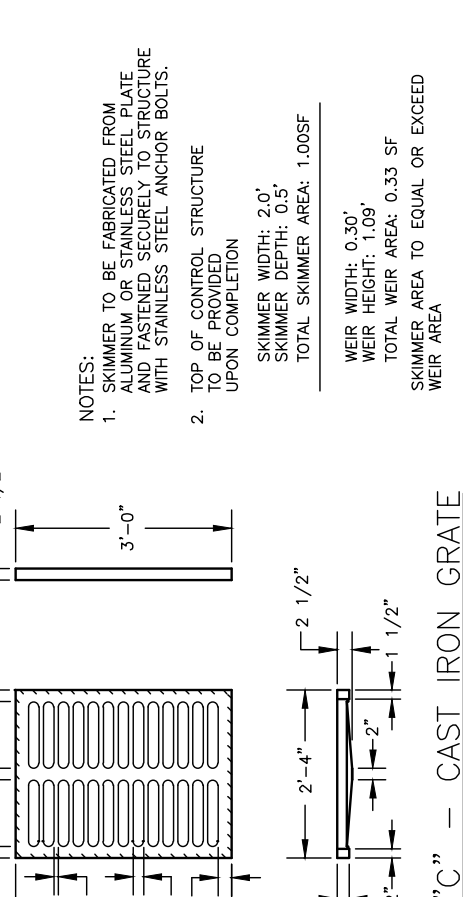 NOTES:
1. SKIMMER TO BE FABRICATED FROM
ALUMINUM OR STAINLESS STEEL PLATE
AND FASTENED SECURELY TO STRUCTURE
WITH STAINLESS STEEL ANCHOR BOLTS.
2. TOP OF CONTROL STRUCTURE
TO BE PROVIDED
UPON COMPLETION
SKIMMER WIDTH: 2.0'
SKIMMER DEPTH: 0.5'
TOTAL SKIMMER AREA: 1.00SF
WEIR WIDTH: 0.30'
WEIR HEIGHT: 1.09'
TOTAL WEIR AREA: 0.33 SF
SKIMMER AREA TO EQUAL OR EXCEED
WEIR AREA
3'-0"
2 1/2"
2'-4"
2"
1 1/2"
2"
"C" - CAST IRON GRATE